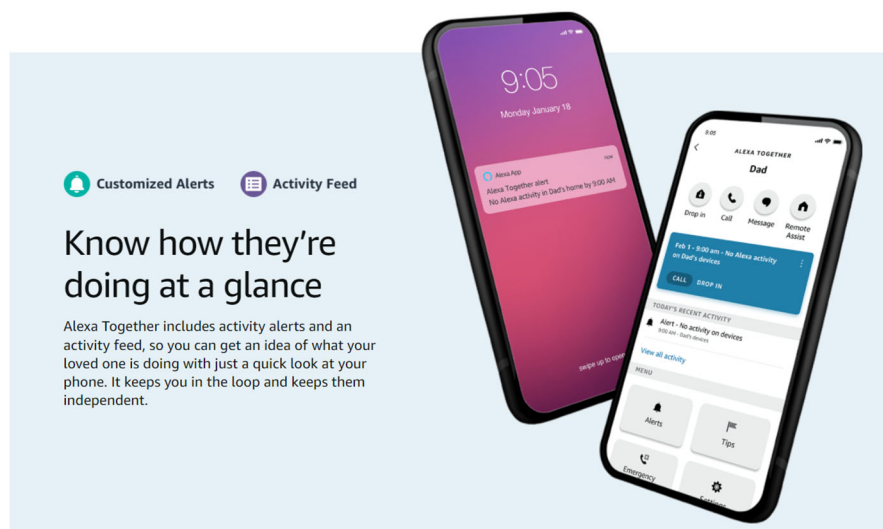 Customized Alerts
Activity Feed
Know how they're
doing at a glance
Alexa Together includes activity alerts and an
activity feed, so you can get an idea of what your
loved one is doing with just a quick look at your
phone. It keeps you in the loop and keeps them
independent.
9:05
Monday January 18
Alexa App
now
Alexa Together alert
No Alexa activity in Dad's home by 9:00 AM
swipe up to open
ALEXA TOGETHER
Dad
Drop in
Call
Message
Remote
Assist
Feb 1 - 9:00 am - No Alexa activity
on Dad's devices
CALL
DROP IN
TODAY'S RECENT ACTIVITY
Alert - No activity on devices
9:00 AM - Dad's devices
View all activity
MENU
Alerts
Tips
Emergency
Settings